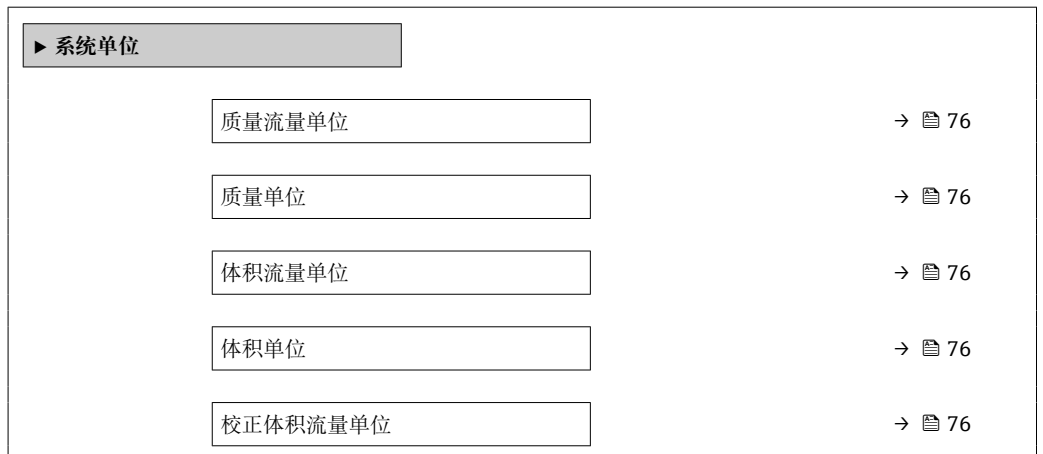 ▶ 系统单位
质量流量单位 → 76
质量单位 → 76
体积流量单位 → 76
体积单位 → 76
校正体积流量单位 → 76